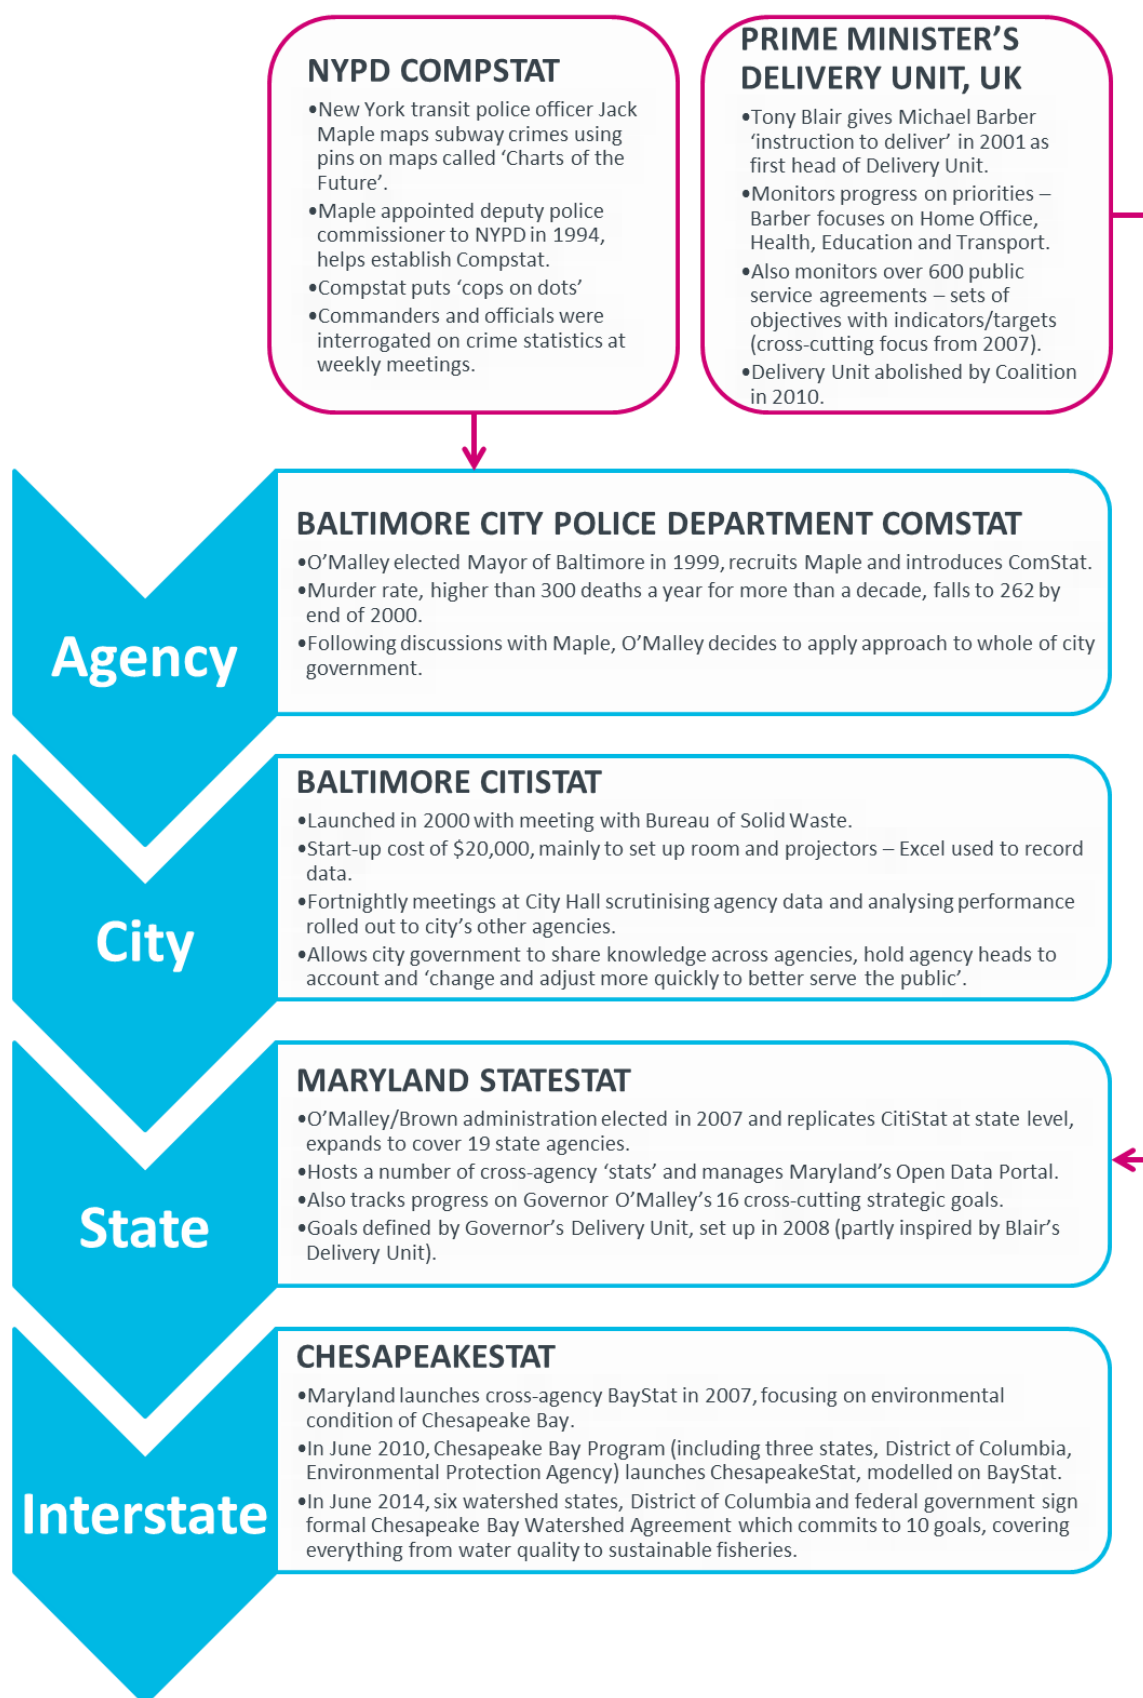 NYPD COMPSTAT
•New York transit police officer Jack
Maple maps subway crimes using
pins on maps called ‘Charts of the
Future’.
•Maple appointed deputy police
commissioner to NYPD in 1994,
helps establish Compstat.
•Compstat puts ‘cops on dots’
•Commanders and officials were
interrogated on crime statistics at
weekly meetings.
PRIME MINISTER’S
DELIVERY UNIT, UK
•Tony Blair gives Michael Barber
‘instruction to deliver’ in 2001 as
first head of Delivery Unit.
•Monitors progress on priorities –
Barber focuses on Home Office,
Health, Education and Transport.
•Also monitors over 600 public
service agreements – sets of
objectives with indicators/targets
(cross-cutting focus from 2007).
•Delivery Unit abolished by Coalition
in 2010.
Agency
BALTIMORE CITY POLICE DEPARTMENT COMSTAT
•O’Malley elected Mayor of Baltimore in 1999, recruits Maple and introduces ComStat.
•Murder rate, higher than 300 deaths a year for more than a decade, falls to 262 by
end of 2000.
•Following discussions with Maple, O’Malley decides to apply approach to whole of city
government.
City
BALTIMORE CITISTAT
•Launched in 2000 with meeting with Bureau of Solid Waste.
•Start-up cost of $20,000, mainly to set up room and projectors – Excel used to record
data.
•Fortnightly meetings at City Hall scrutinising agency data and analysing performance
rolled out to city’s other agencies.
•Allows city government to share knowledge across agencies, hold agency heads to
account and ‘change and adjust more quickly to better serve the public’.
State
MARYLAND STATESTAT
•O’Malley/Brown administration elected in 2007 and replicates CitiStat at state level,
expands to cover 19 state agencies.
•Hosts a number of cross-agency ‘stats’ and manages Maryland’s Open Data Portal.
•Also tracks progress on Governor O’Malley’s 16 cross-cutting strategic goals.
•Goals defined by Governor’s Delivery Unit, set up in 2008 (partly inspired by Blair’s
Delivery Unit).
Interstate
CHESAPEAKESTAT
•Maryland launches cross-agency BayStat in 2007, focusing on environmental
condition of Chesapeake Bay.
•In June 2010, Chesapeake Bay Program (including three states, District of Columbia,
Environmental Protection Agency) launches ChesapeakeStat, modelled on BayStat.
•In June 2014, six watershed states, District of Columbia and federal government sign
formal Chesapeake Bay Watershed Agreement which commits to 10 goals, covering
everything from water quality to sustainable fisheries.